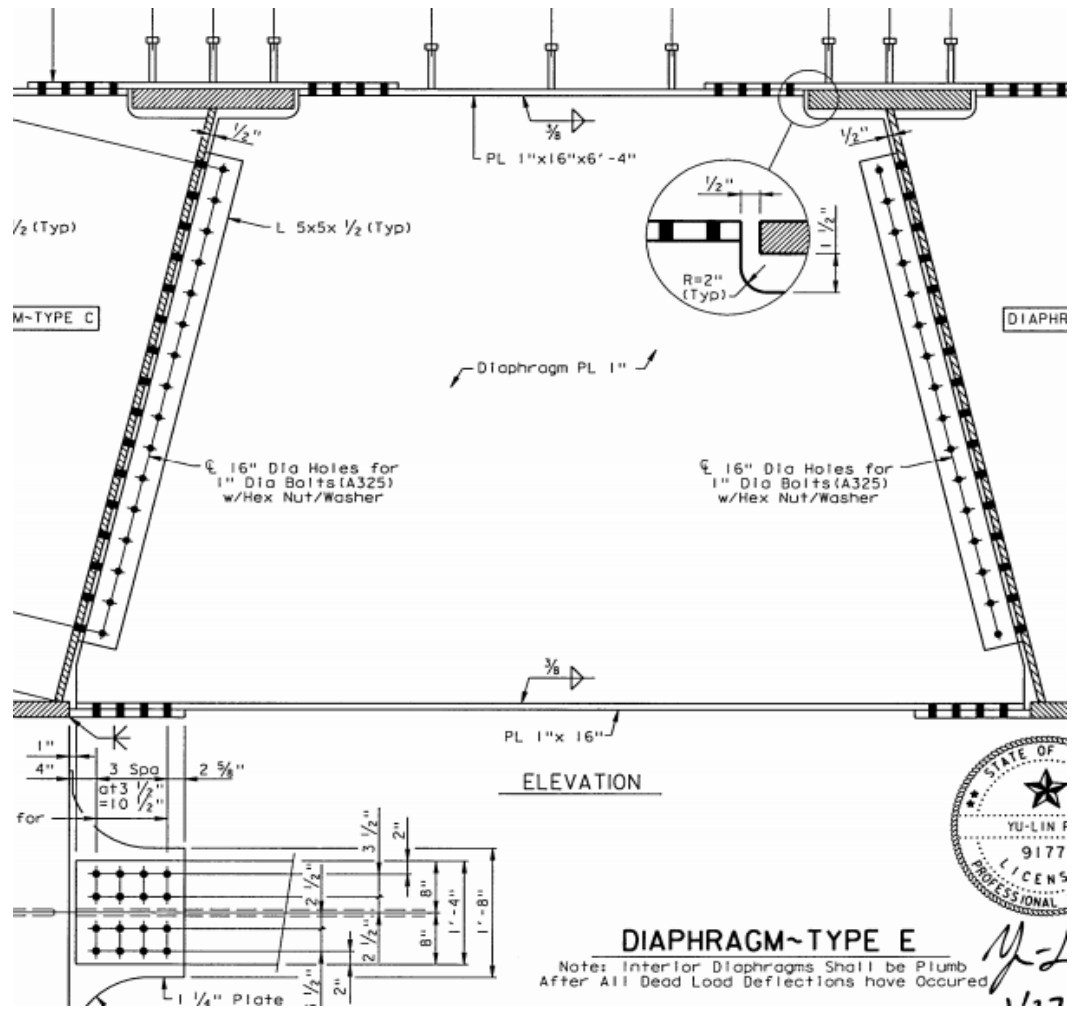 1/2"
3/8
1/2"
PL 1"x16"x6'-4"
1/2"
1 1/2"
R=2"
(Typ)
1/2 (Typ)
L 5x5x 1/2 (Typ)
M~TYPE C
DIAPHR
Diaphragm PL 1"
℄ 16" Dia Holes for
1" Dia Bolts(A325)
w/Hex Nut/Washer
℄ 16" Dia Holes for
1" Dia Bolts(A325)
w/Hex Nut/Washer
3/8
PL 1"x 16"
1"
4"
3 Spa
at 3 1/2"
=10 1/2"
2 5/8"
for
ELEVATION
3 1/2"
2"
2 1/2"
8"
1'-4"
1'-8"
2 1/2"
8"
1/2"
2"
1 1/4" Plate
STATE OF
YU-LIN
9177
LICENS
PROFESSIONAL
DIAPHRAGM~TYPE E
Note: Interior Diaphragms Shall be Plumb
After All Dead Load Deflections have Occured